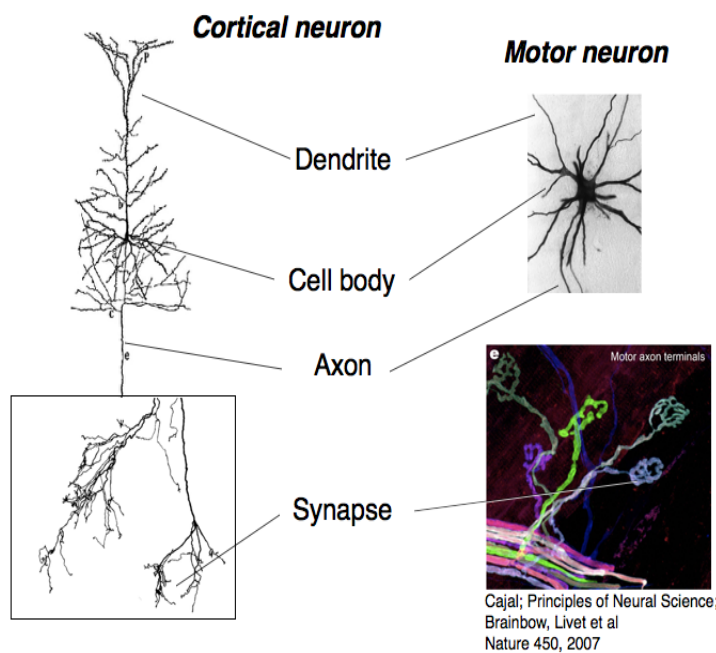 Cortical neuron
Motor neuron
P
Dendrite
Cell body
c
Axon
e
e
Motor axon terminals
Synapse
Cajal; Principles of Neural Science;
Brainbow, Livet et al
Nature 450, 2007